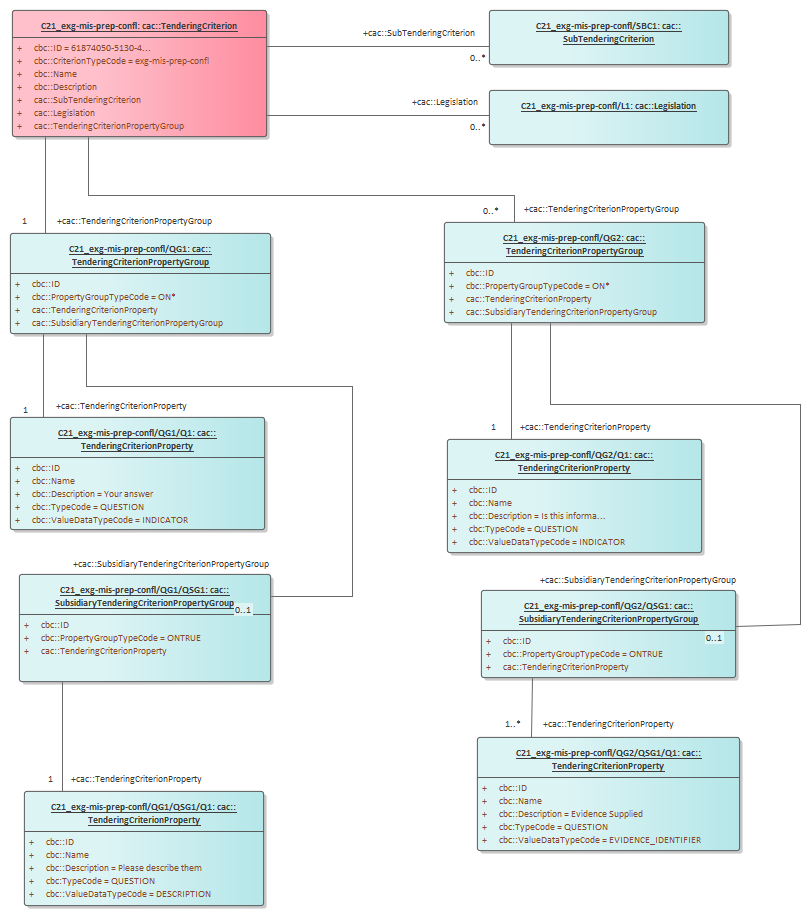 C21_exg-mis-prep-confl: cac::TenderingCriterion
+ cbc::ID = 61874050-5130-4...
+ cbc::CriterionTypeCode = exg-mis-prep-confl
+ cbc::Name
+ cbc::Description
+ cac::SubTenderingCriterion
+ cac::Legislation
+ cac::TenderingCriterionPropertyGroup
+cac::SubTenderingCriterion
0..*
C21_exg-mis-prep-confl/SBC1: cac::
SubTenderingCriterion
+cac::Legislation
0..*
C21_exg-mis-prep-confl/L1: cac::Legislation
1
+cac::TenderingCriterionPropertyGroup
0..*
+cac::TenderingCriterionPropertyGroup
C21_exg-mis-prep-confl/QG1: cac::
TenderingCriterionPropertyGroup
+ cbc::ID
+ cbc::PropertyGroupTypeCode = ON*
+ cac::TenderingCriterionProperty
+ cac::SubsidiaryTenderingCriterionPropertyGroup
C21_exg-mis-prep-confl/QG2: cac::
TenderingCriterionPropertyGroup
+ cbc::ID
+ cbc::PropertyGroupTypeCode = ON*
+ cac::TenderingCriterionProperty
+ cac::SubsidiaryTenderingCriterionPropertyGroup
1
+cac::TenderingCriterionProperty
1
+cac::TenderingCriterionProperty
C21_exg-mis-prep-confl/QG1/Q1: cac::
TenderingCriterionProperty
+ cbc::ID
+ cbc::Name
+ cbc::Description = Your answer
+ cbc::TypeCode = QUESTION
+ cbc::ValueDataTypeCode = INDICATOR
C21_exg-mis-prep-confl/QG2/Q1: cac::
TenderingCriterionProperty
+ cbc::ID
+ cbc::Name
+ cbc::Description = Is this informa...
+ cbc:TypeCode = QUESTION
+ cbc::ValueDataTypeCode = INDICATOR
+cac::SubsidiaryTenderingCriterionPropertyGroup
C21_exg-mis-prep-confl/QG1/QSG1: cac::
SubsidiaryTenderingCriterionPropertyGroup
0..1
+ cbc::ID
+ cbc::PropertyGroupTypeCode = ONTRUE
+ cac::TenderingCriterionProperty
+cac::SubsidiaryTenderingCriterionPropertyGroup
C21_exg-mis-prep-confl/QG2/QSG1: cac::
SubsidiaryTenderingCriterionPropertyGroup
0..1
+ cbc::ID
+ cbc::PropertyGroupTypeCode = ONTRUE
+ cac::TenderingCriterionProperty
1
+cac::TenderingCriterionProperty
1..*
+cac::TenderingCriterionProperty
C21_exg-mis-prep-confl/QG1/QSG1/Q1: cac::
TenderingCriterionProperty
+ cbc::ID
+ cbc::Name
+ cbc::Description = Please describe them
+ cbc:TypeCode = QUESTION
+ cbc::ValueDataTypeCode = DESCRIPTION
C21_exg-mis-prep-confl/QG2/QSG1/Q1: cac::
TenderingCriterionProperty
+ cbc::ID
+ cbc::Name
+ cbc::Description = Evidence Supplied
+ cbc:TypeCode = QUESTION
+ cbc::ValueDataTypeCode = EVIDENCE_IDENTIFIER